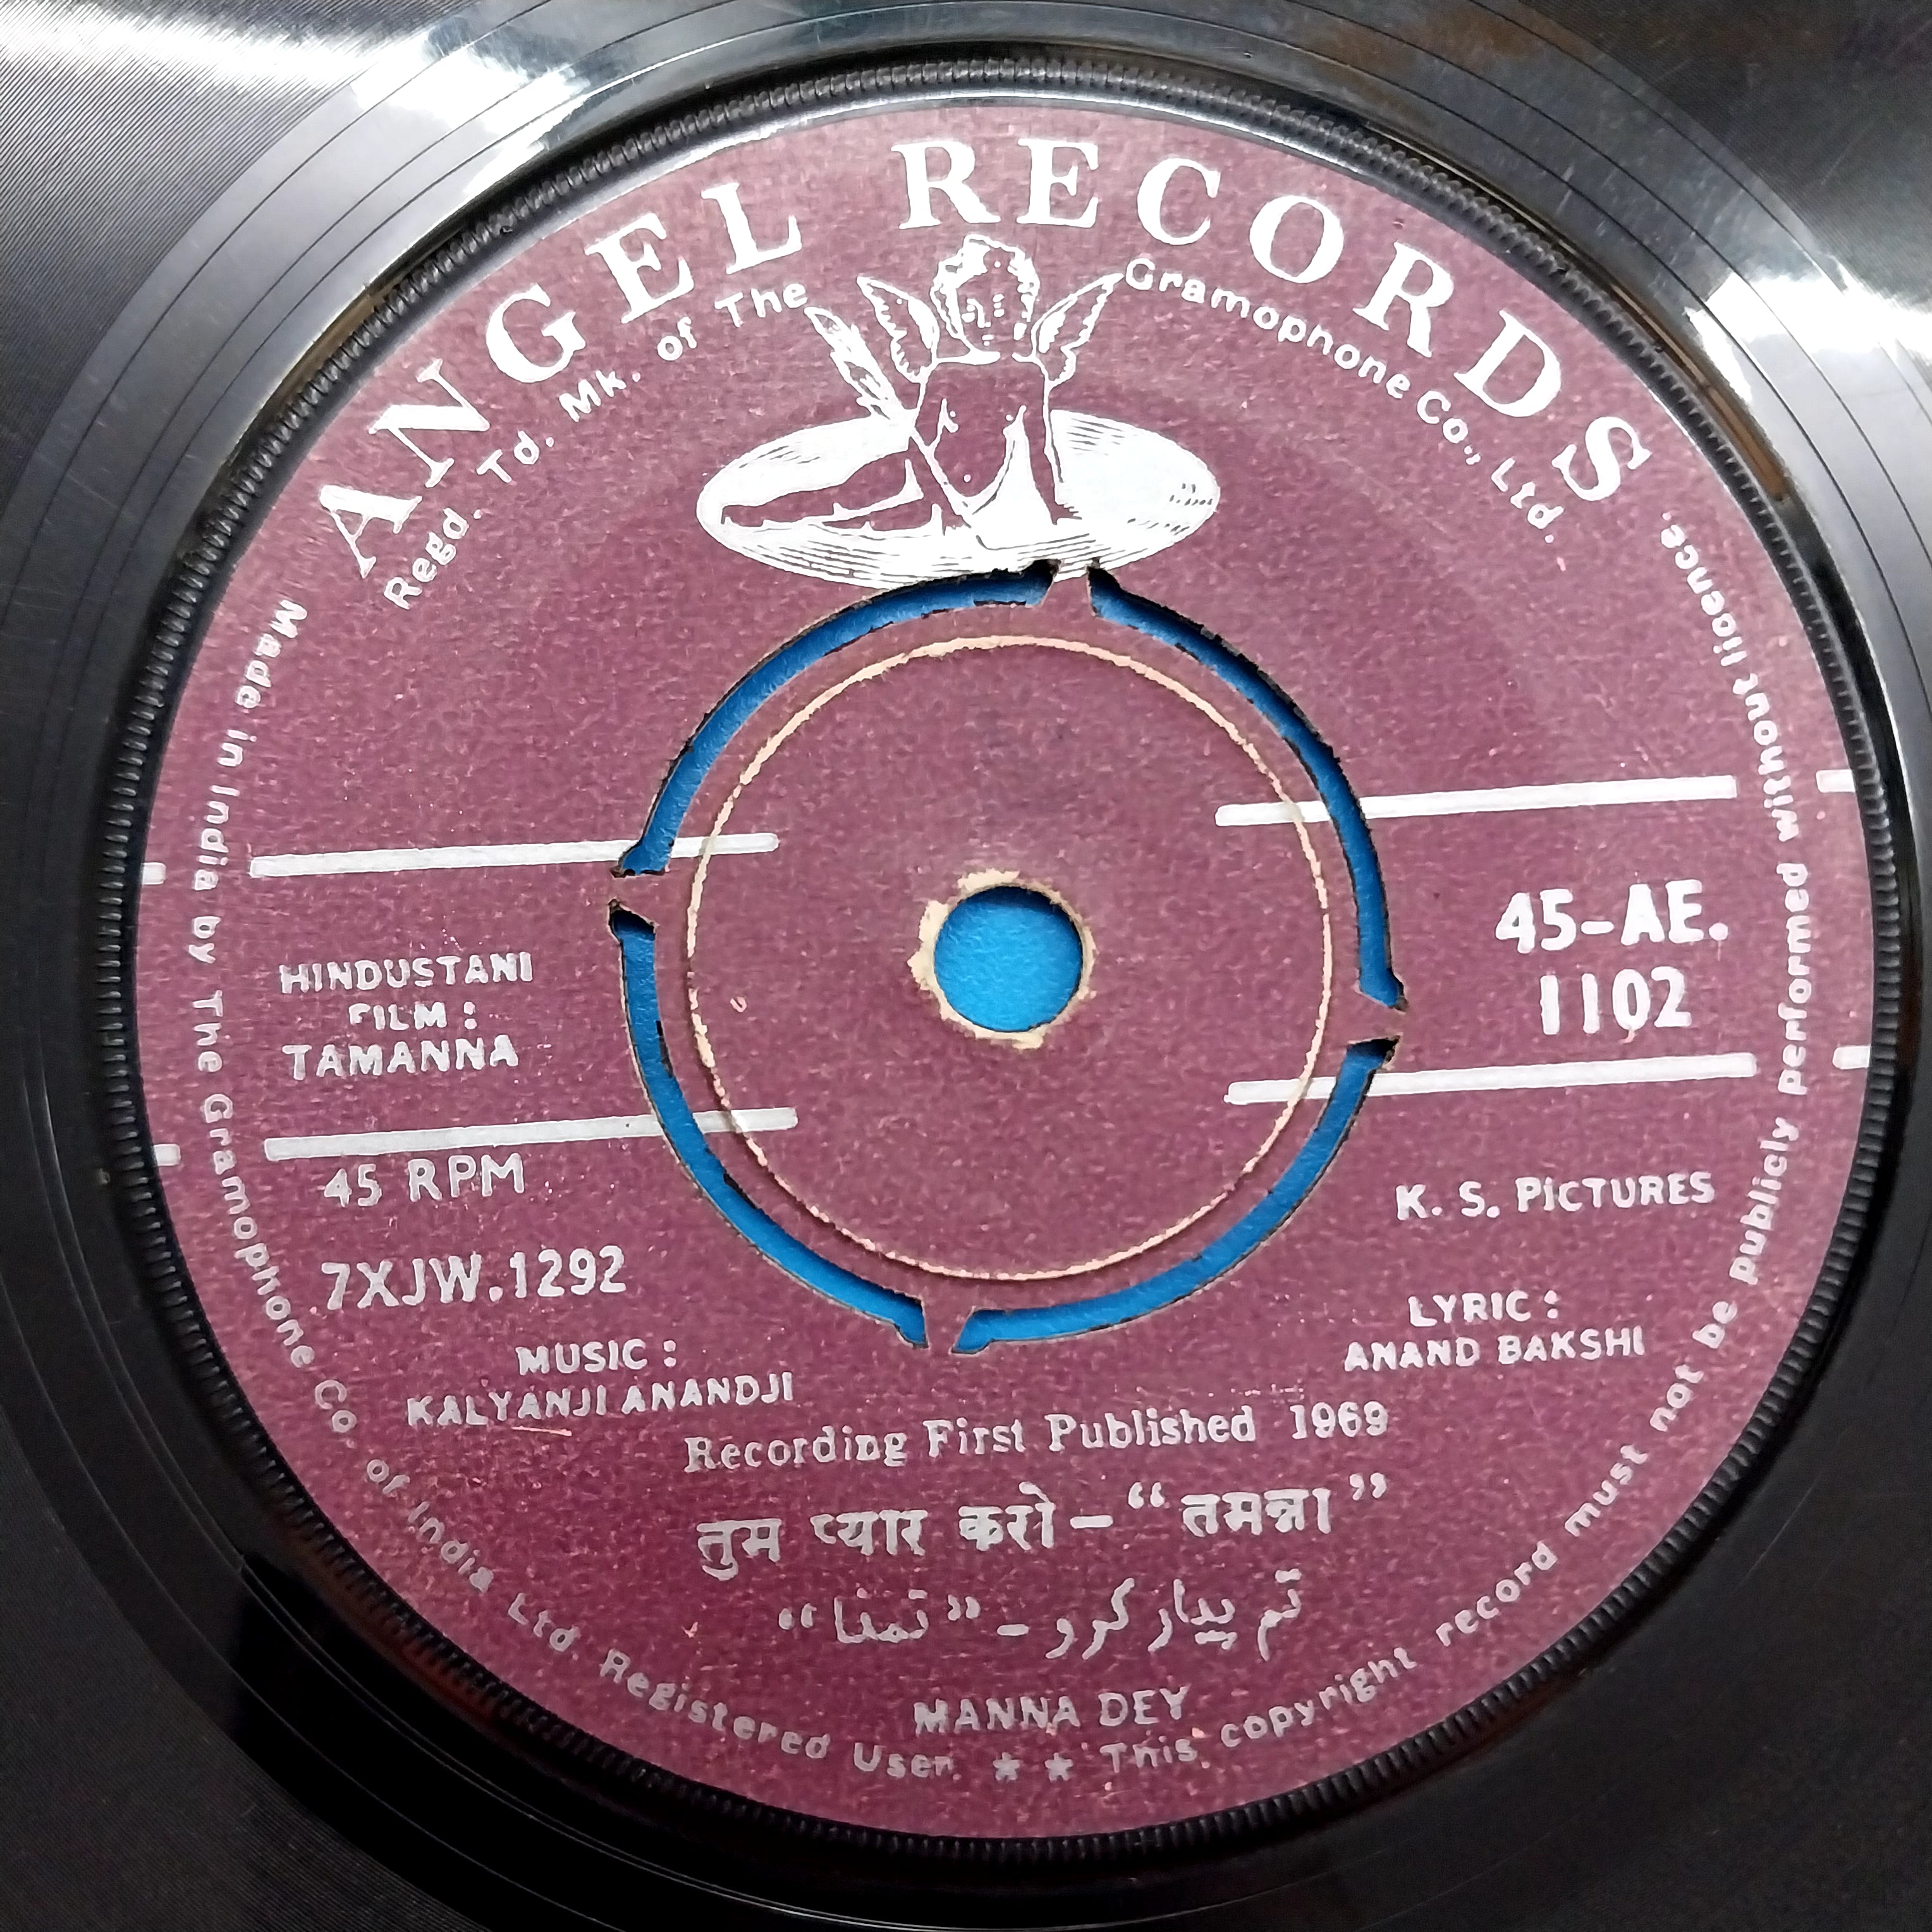 ANGEL RECORDS
Regd. Td. Mk. of The Gramophone Co., Ltd.
HINDUSTANI
FILM :
TAMANNA
45-AE.
1102
45 RPM
7XJW.1292
K. S. PICTURES
MUSIC :
KALYANJI ANANDJI
LYRIC :
ANAND BAKSHI
Recording First Published 1969
तुम प्यार करो - “तमन्ना”
تم پیار کرو - “تمنا”
MANNA DEY
Made in India by The Gramophone Co. of India Ltd. Registered User. ★ ★ This copyright record must not be publicly performed without licence.